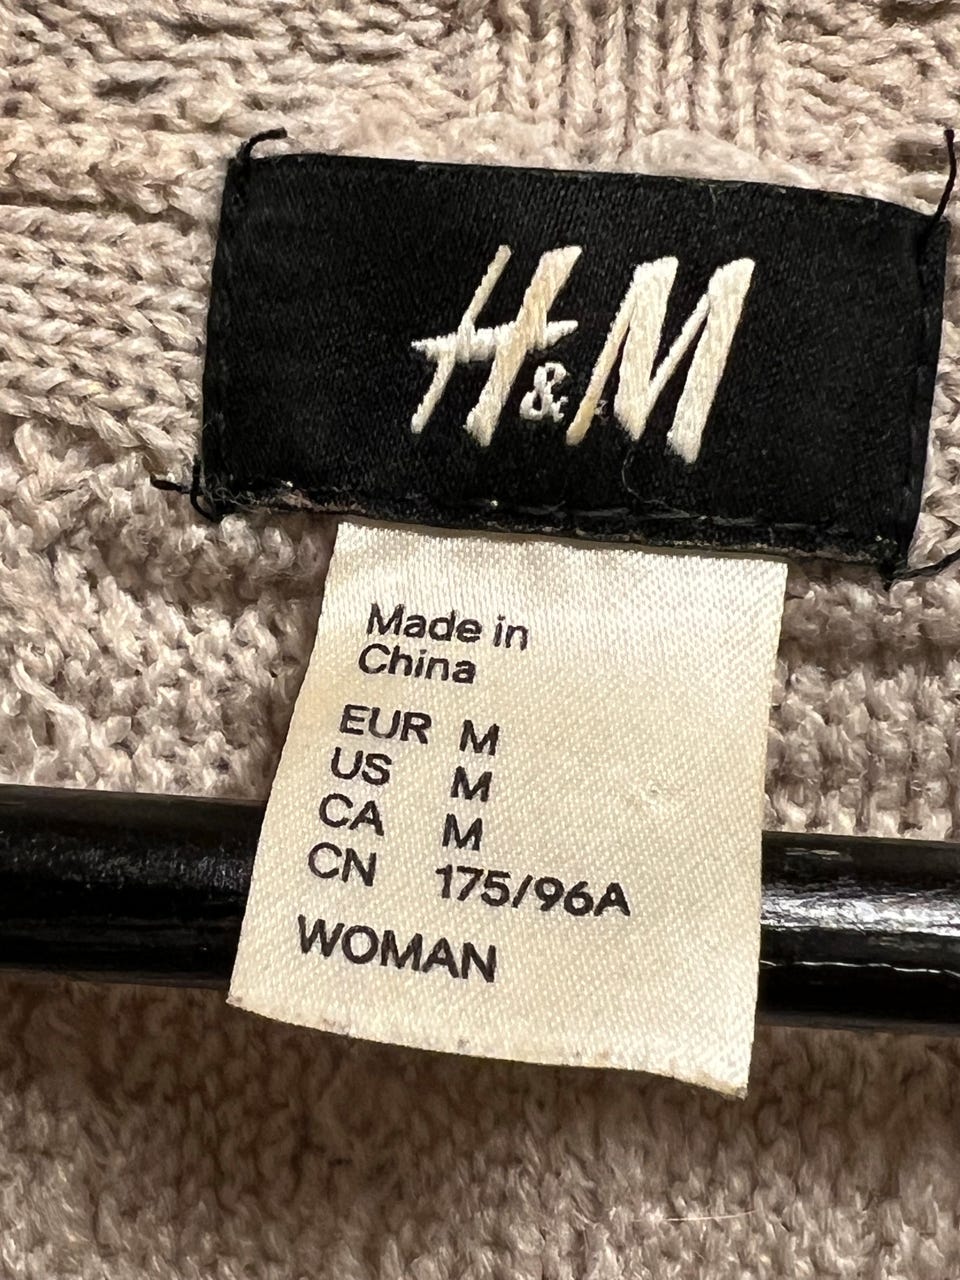 H&M
Made in
China
EUR M
US M
CA M
CN 175/96A
WOMAN